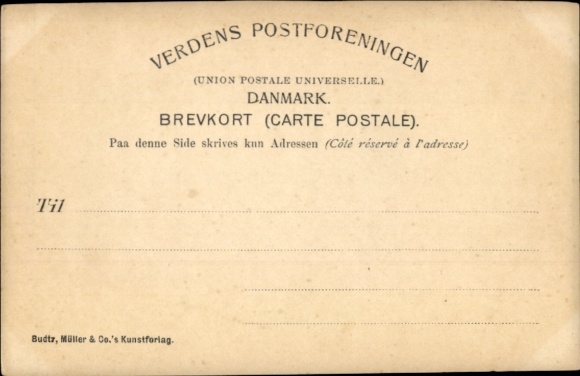 VERDENS POSTFORENINGEN
(UNION POSTALE UNIVERSELLE.)
DANMARK.
BREVKORT (CARTE POSTALE).
Paa denne Side skrives kun Adressen (Côté réservé à l'adresse)
Til
Budtz, Müller & Co.'s Kunstforlag.